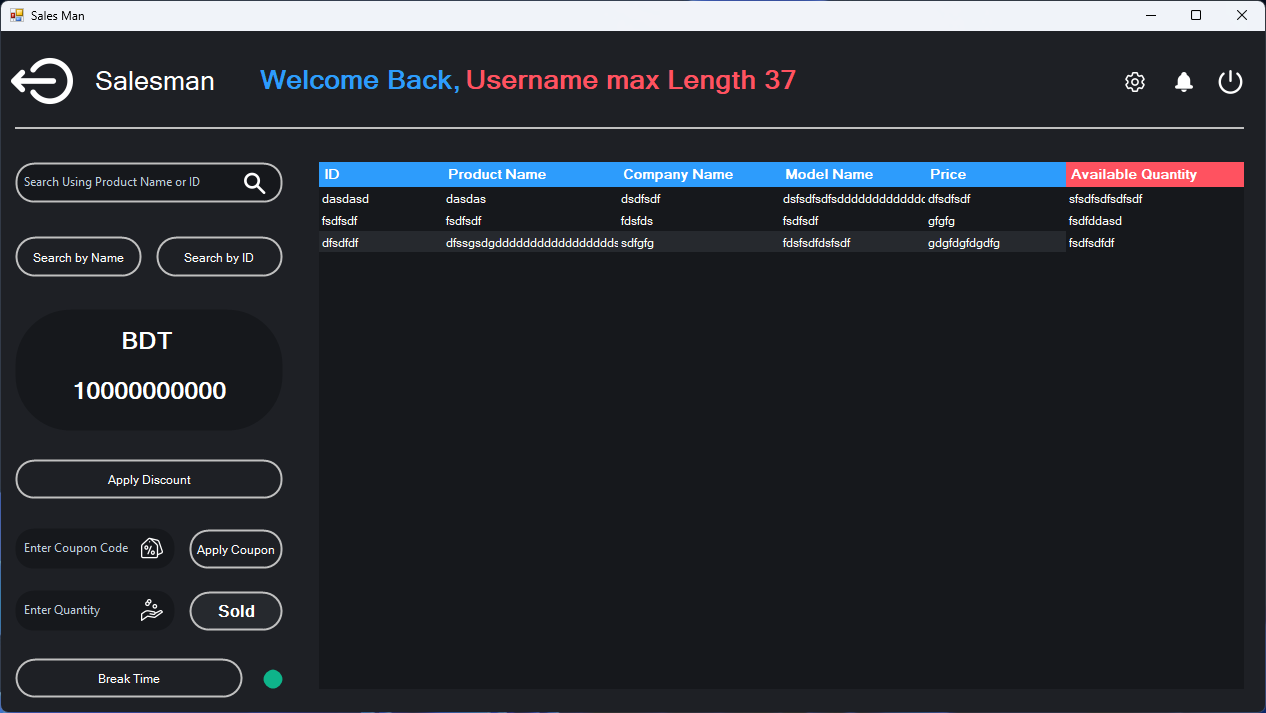 Sales Man
Salesman
Welcome Back, Username max Length 37
Search Using Product Name or ID
Search by Name Search by ID
BDT
10000000000
Apply Discount
Enter Coupon Code % Apply Coupon
Enter Quantity Sold
Break Time
ID Product Name Company Name Model Name Price Available Quantity
dasdasd dasdas dsdfsdf dsfsdfsdfsdddddddddddc dfsdfsdf sfsdfsdfsdfsdf
fsdfsdf fsdfsdf fdsfds fsdfsdf gfgfg fsdfddasd
dfsdfdf sdfgfg fdsfsdfdsfsdf gdgfdgfdgdfg fsdfsdfdf